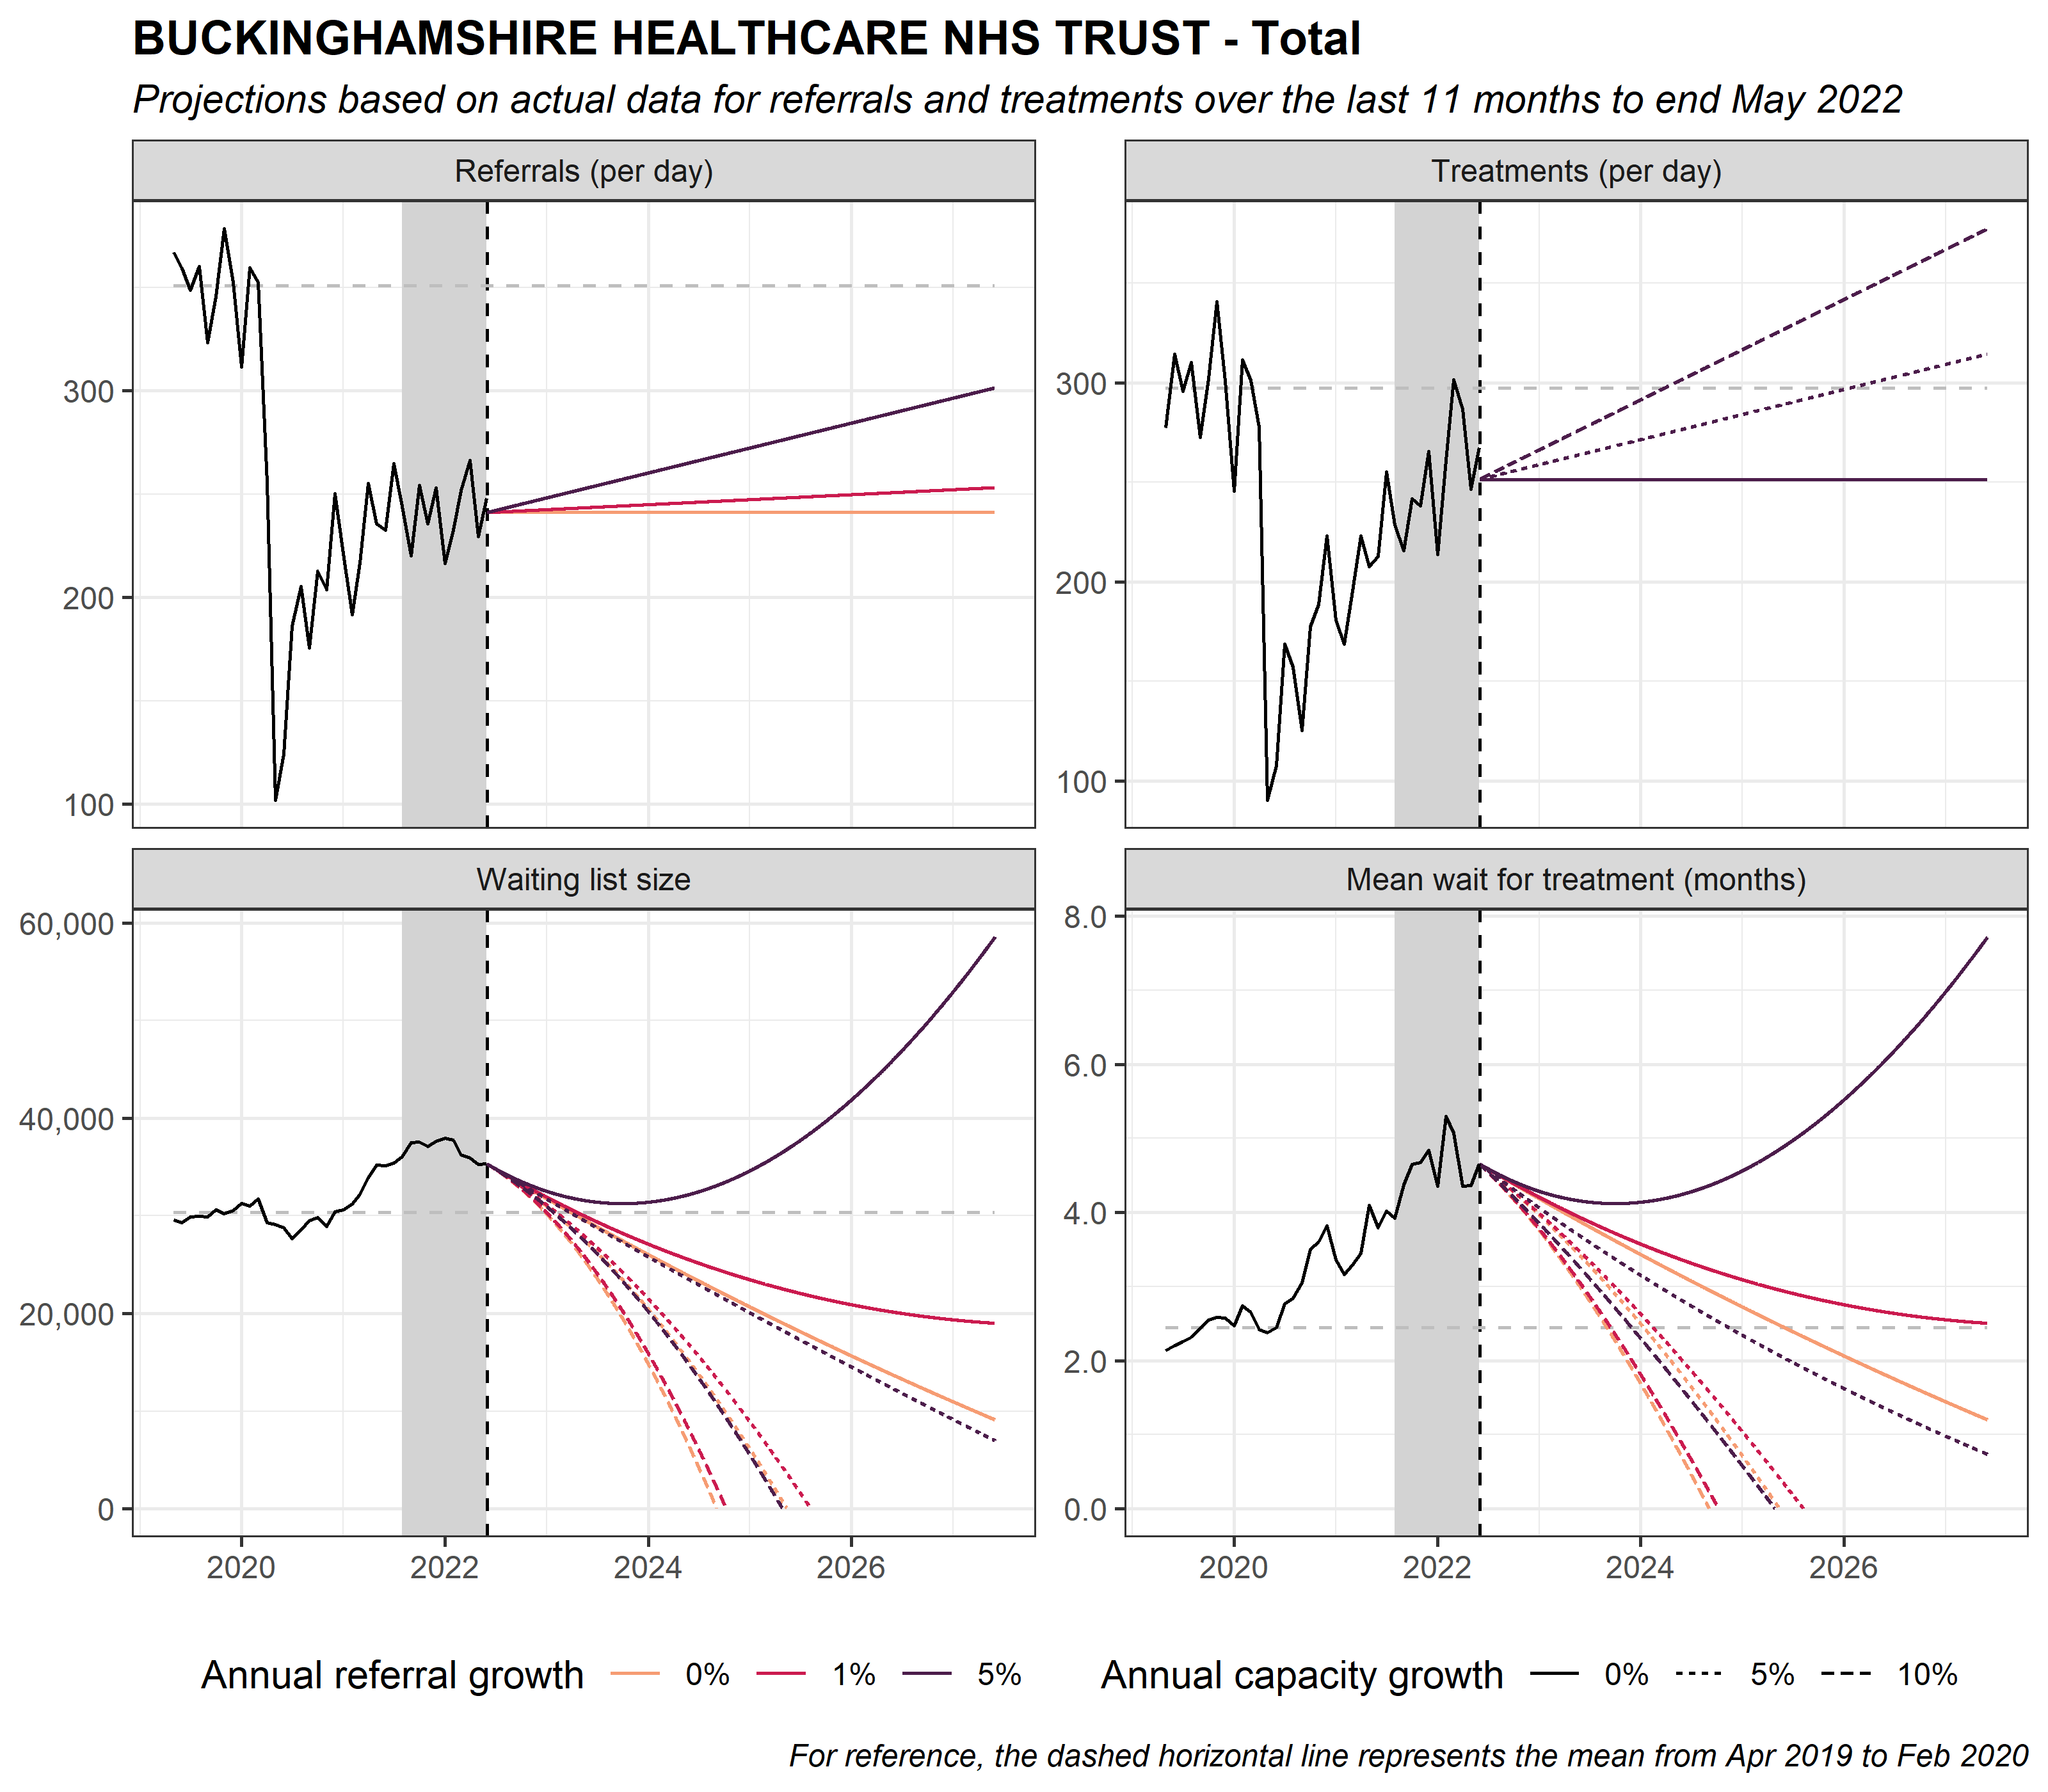 BUCKINGHAMSHIRE HEALTHCARE NHS TRUST - Total
Projections based on actual data for referrals and treatments over the last 11 months to end May 2022
Referrals (per day)
300
200
100
Treatments (per day)
300
200
100
Waiting list size
60,000
40,000
20,000
0
2020 2022 2024 2026
Mean wait for treatment (months)
8.0
6.0
4.0
2.0
0.0
2020 2022 2024 2026
Annual referral growth 0% 1% 5%
Annual capacity growth 0% 5% 10%
For reference, the dashed horizontal line represents the mean from Apr 2019 to Feb 2020